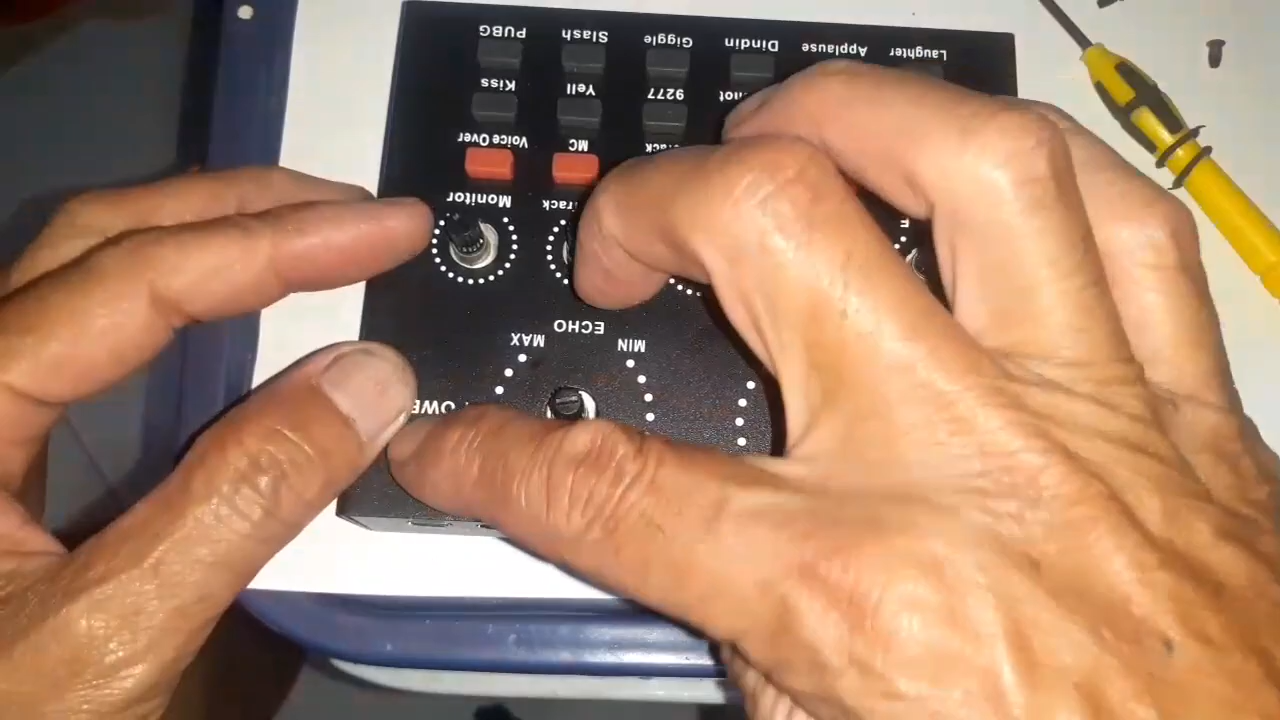 PUBG Slash Giggle Dindin Applause Laughter
Kiss Yell 9277
Voice Over MC
Monitor
ECHO
MAX MIN